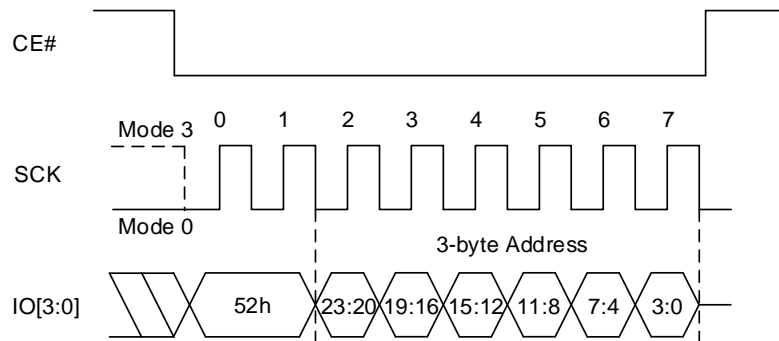 CE#
Mode 3
0 1 2 3 4 5 6 7
SCK
Mode 0
3-byte Address
IO[3:0]
52h 23:20 19:16 15:12 11:8 7:4 3:0